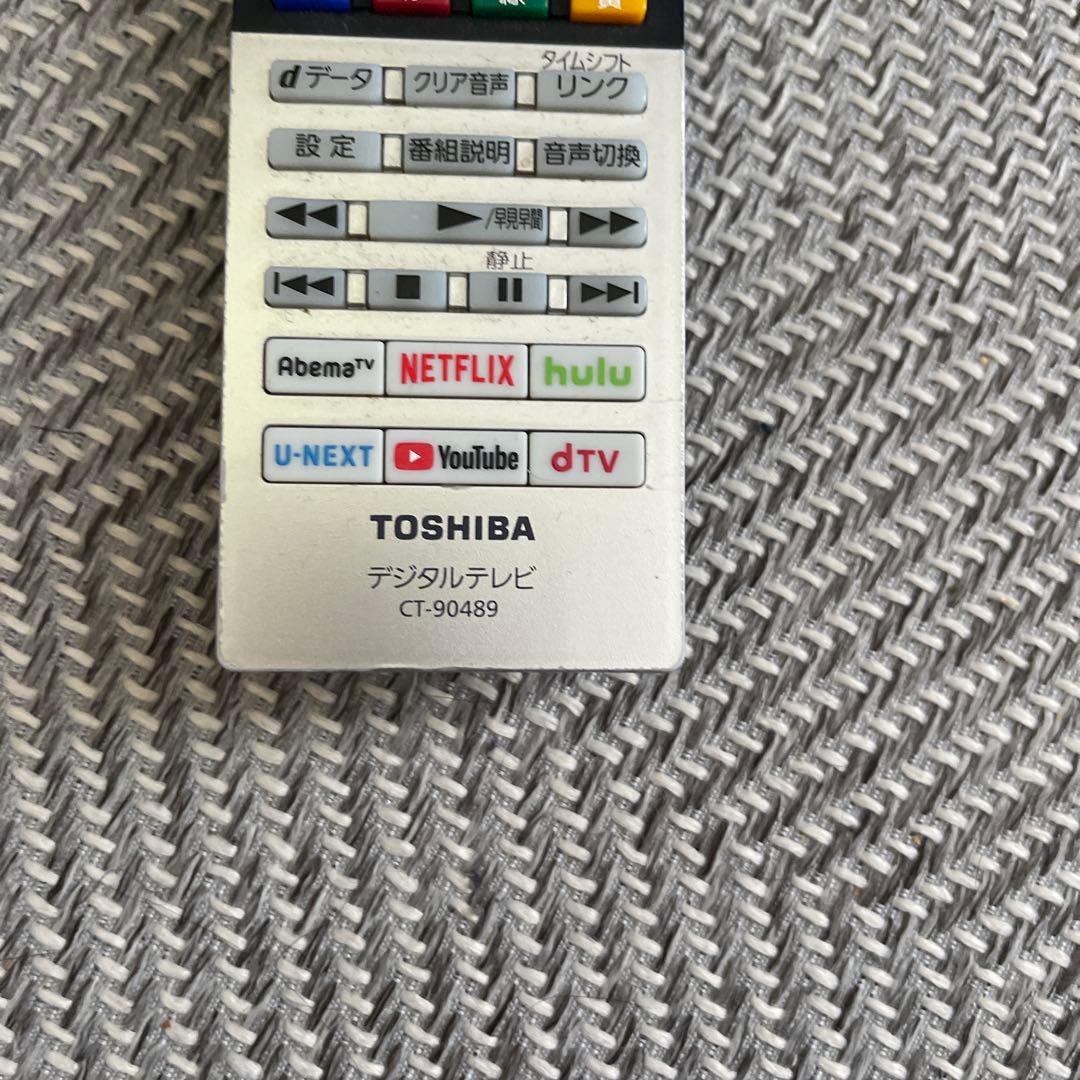 dデータ クリア音声 タイムシフト リンク
設定 番組説明 音声切換
/早見早聞
静止
AbemaTV NETFLIX hulu
U-NEXT YouTube dTV
TOSHIBA
デジタルテレビ
CT-90489